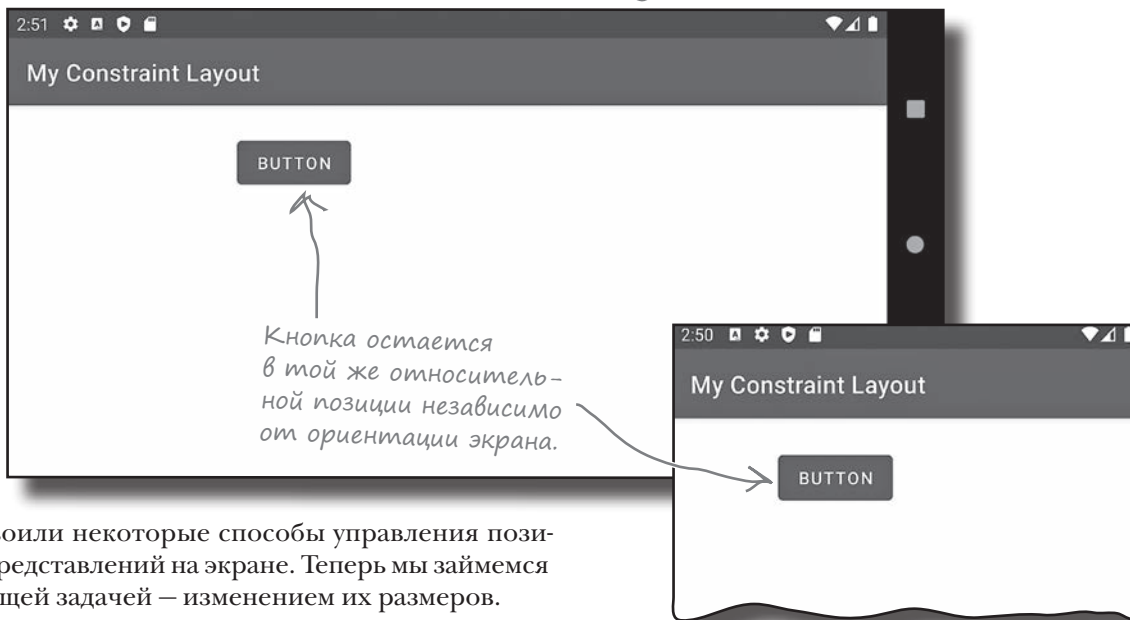 2:51
My Constraint Layout
BUTTON
Кнопка остается
в той же относитель-
ной позиции независимо
от ориентации экрана.
2:50
My Constraint Layout
BUTTON
воили некоторые способы управления пози-
редставлений на экране. Теперь мы займемся
щей задачей — изменением их размеров.